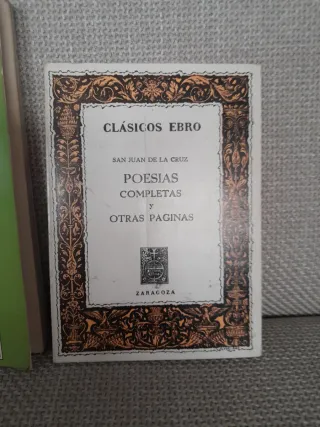 CLÁSICOS EBRO
SAN JUAN DE LA CRUZ
POESIAS
COMPLETAS
y
OTRAS PAGINAS
ZARAGOZA